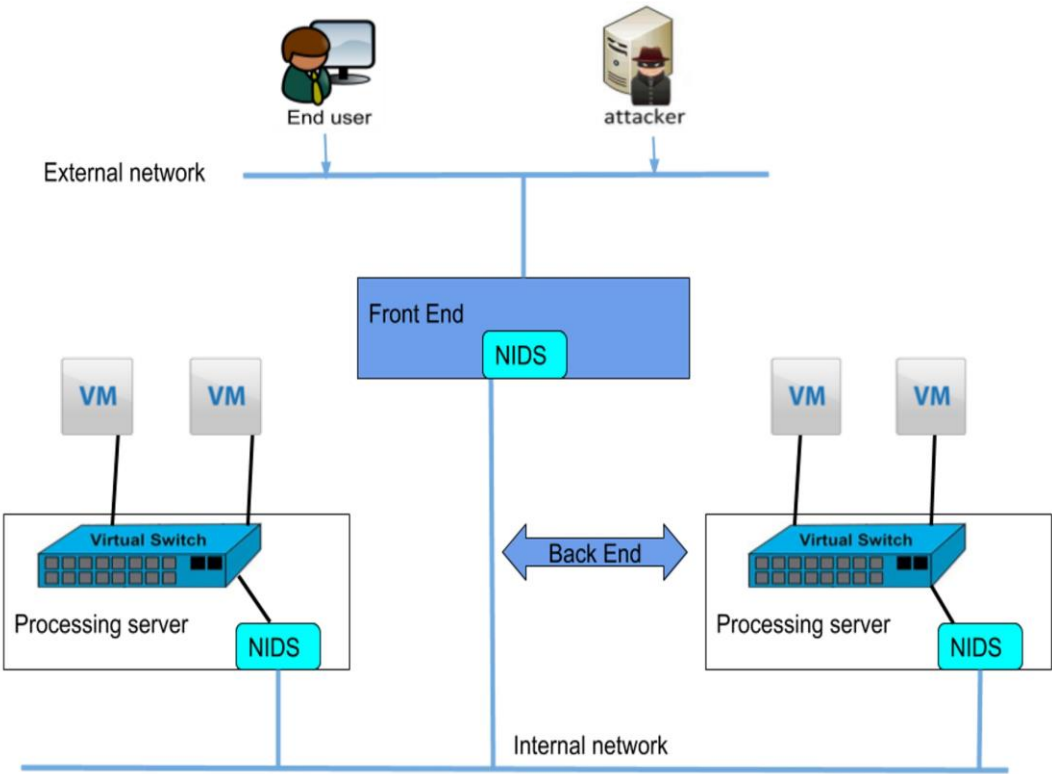 End user
attacker
External network
Front End
NIDS
VM
VM
VM
VM
Virtual Switch
Back End
Virtual Switch
Processing server
NIDS
Processing server
NIDS
Internal network